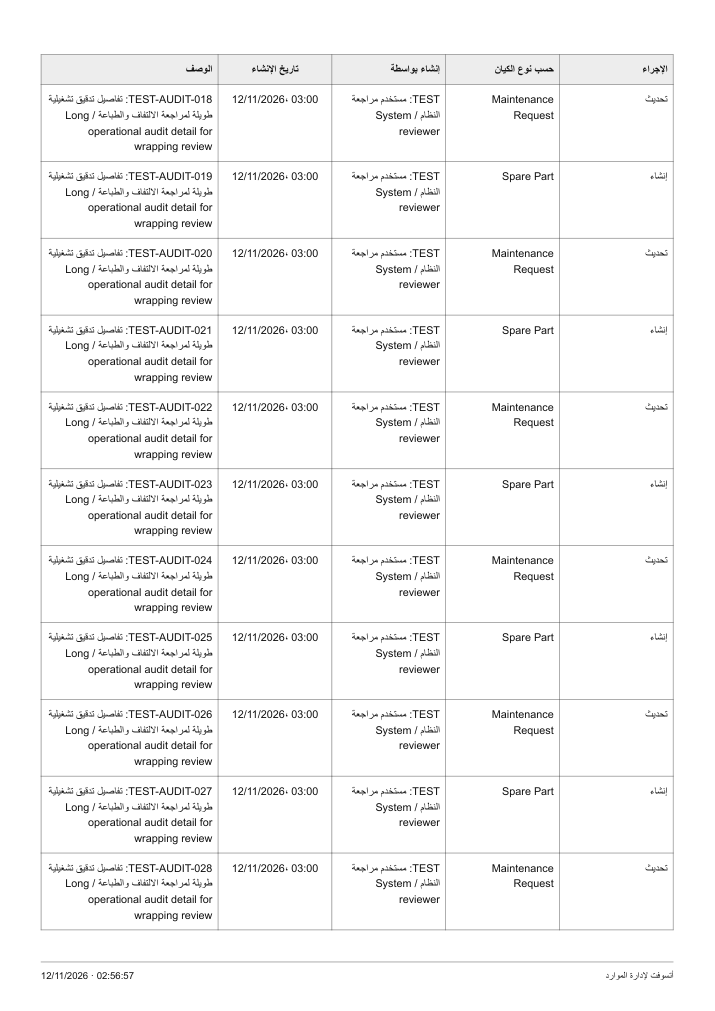 الإجراء	حسب نوع الكيان	إنشاء بواسطة	تاريخ الإنشاء	الوصف
تحديث	Maintenance	TEST: مستخدم مراجعة	12/11/2026، 03:00	TEST-AUDIT-018: تفاصيل تدقيق تشغيلية
Request	النظام / System	طويلة لمراجعة الالتفاف والطباعة / Long
reviewer	operational audit detail for
wrapping review
إنشاء	Spare Part	TEST: مستخدم مراجعة	12/11/2026، 03:00	TEST-AUDIT-019: تفاصيل تدقيق تشغيلية
النظام / System	طويلة لمراجعة الالتفاف والطباعة / Long
reviewer	operational audit detail for
wrapping review
تحديث	Maintenance	TEST: مستخدم مراجعة	12/11/2026، 03:00	TEST-AUDIT-020: تفاصيل تدقيق تشغيلية
Request	النظام / System	طويلة لمراجعة الالتفاف والطباعة / Long
reviewer	operational audit detail for
wrapping review
إنشاء	Spare Part	TEST: مستخدم مراجعة	12/11/2026، 03:00	TEST-AUDIT-021: تفاصيل تدقيق تشغيلية
النظام / System	طويلة لمراجعة الالتفاف والطباعة / Long
reviewer	operational audit detail for
wrapping review
تحديث	Maintenance	TEST: مستخدم مراجعة	12/11/2026، 03:00	TEST-AUDIT-022: تفاصيل تدقيق تشغيلية
Request	النظام / System	طويلة لمراجعة الالتفاف والطباعة / Long
reviewer	operational audit detail for
wrapping review
إنشاء	Spare Part	TEST: مستخدم مراجعة	12/11/2026، 03:00	TEST-AUDIT-023: تفاصيل تدقيق تشغيلية
النظام / System	طويلة لمراجعة الالتفاف والطباعة / Long
reviewer	operational audit detail for
wrapping review
تحديث	Maintenance	TEST: مستخدم مراجعة	12/11/2026، 03:00	TEST-AUDIT-024: تفاصيل تدقيق تشغيلية
Request	النظام / System	طويلة لمراجعة الالتفاف والطباعة / Long
reviewer	operational audit detail for
wrapping review
إنشاء	Spare Part	TEST: مستخدم مراجعة	12/11/2026، 03:00	TEST-AUDIT-025: تفاصيل تدقيق تشغيلية
النظام / System	طويلة لمراجعة الالتفاف والطباعة / Long
reviewer	operational audit detail for
wrapping review
تحديث	Maintenance	TEST: مستخدم مراجعة	12/11/2026، 03:00	TEST-AUDIT-026: تفاصيل تدقيق تشغيلية
Request	النظام / System	طويلة لمراجعة الالتفاف والطباعة / Long
reviewer	operational audit detail for
wrapping review
إنشاء	Spare Part	TEST: مستخدم مراجعة	12/11/2026، 03:00	TEST-AUDIT-027: تفاصيل تدقيق تشغيلية
النظام / System	طويلة لمراجعة الالتفاف والطباعة / Long
reviewer	operational audit detail for
wrapping review
تحديث	Maintenance	TEST: مستخدم مراجعة	12/11/2026، 03:00	TEST-AUDIT-028: تفاصيل تدقيق تشغيلية
Request	النظام / System	طويلة لمراجعة الالتفاف والطباعة / Long
reviewer	operational audit detail for
wrapping review
أتسوفت لإدارة الموارد	12/11/2026 · 02:56:57